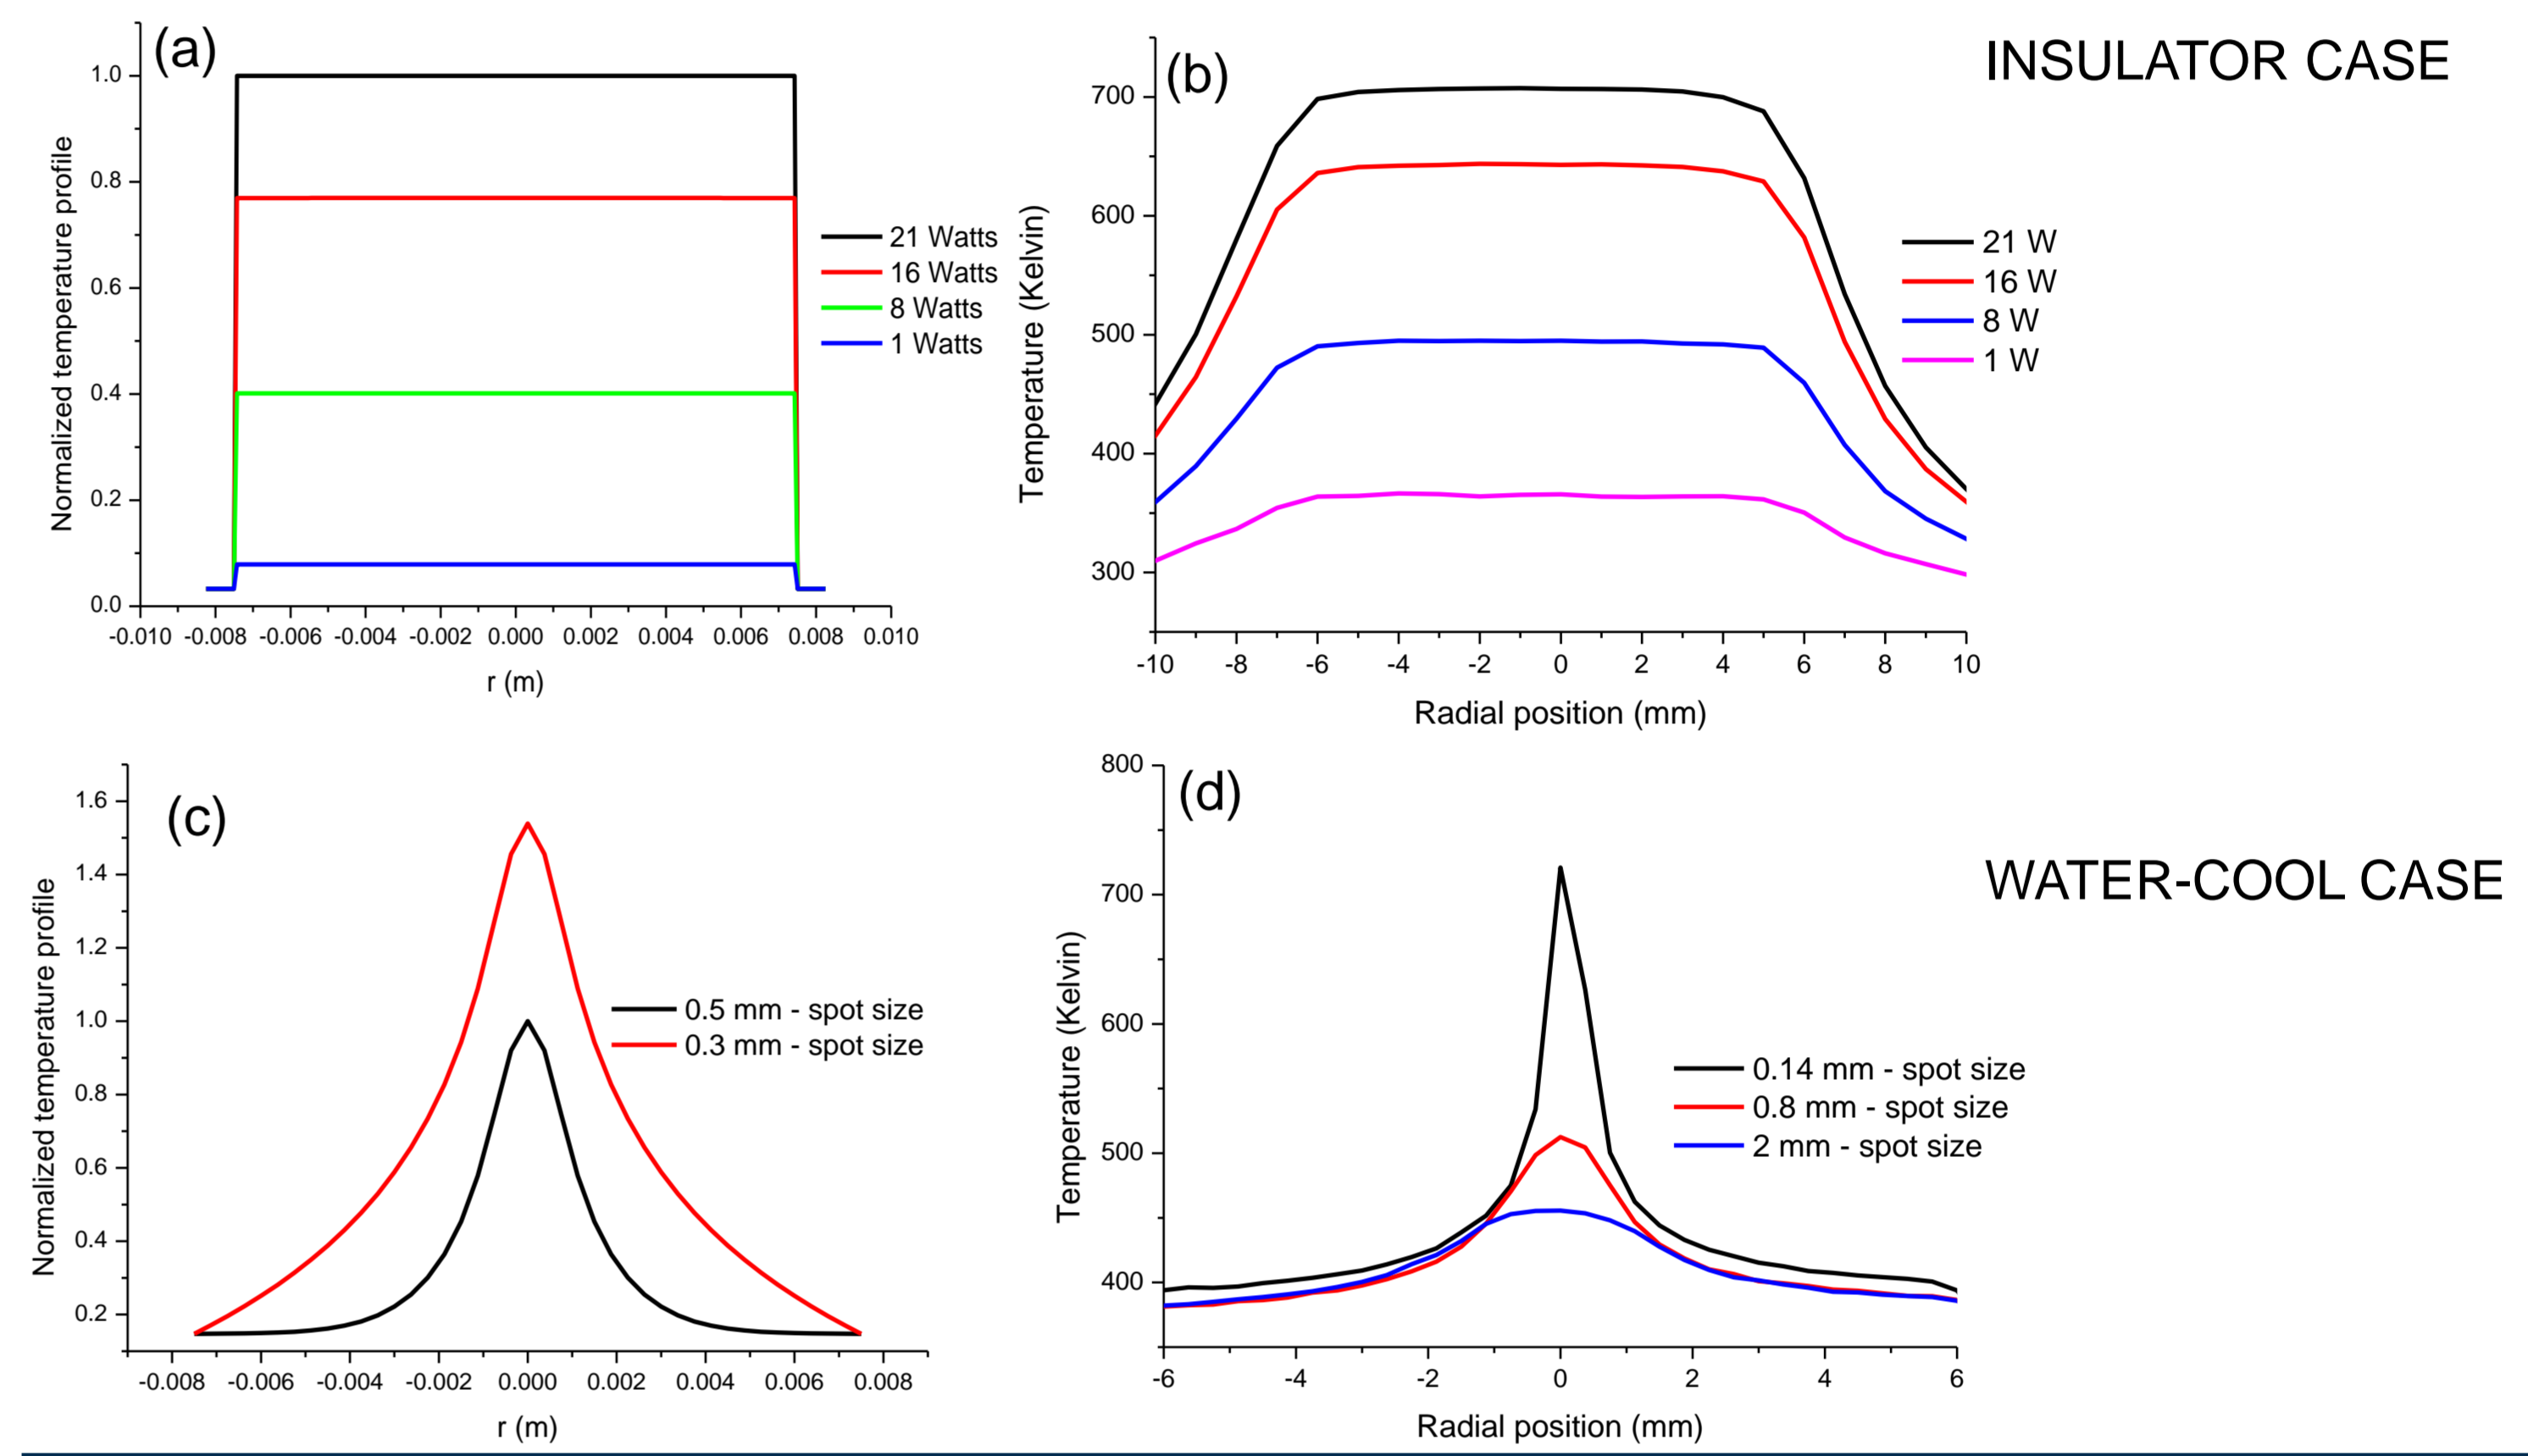 (a)
Normalized temperature profile
1.0
0.8
0.6
0.4
0.2
0.0
-0.010 -0.008 -0.006 -0.004 -0.002 0.000 0.002 0.004 0.006 0.008 0.010
r (m)
21 Watts
16 Watts
8 Watts
1 Watts
(b)
Temperature (Kelvin)
700
600
500
400
300
-10 -8 -6 -4 -2 0 2 4 6 8 10
Radial position (mm)
21 W
16 W
8 W
1 W
INSULATOR CASE
(c)
Normalized temperature profile
1.6
1.4
1.2
1.0
0.8
0.6
0.4
0.2
-0.008 -0.006 -0.004 -0.002 0.000 0.002 0.004 0.006 0.008
r (m)
0.5 mm - spot size
0.3 mm - spot size
(d)
Temperature (Kelvin)
800
700
600
500
400
-6 -4 -2 0 2 4 6
Radial position (mm)
0.14 mm - spot size
0.8 mm - spot size
2 mm - spot size
WATER-COOL CASE